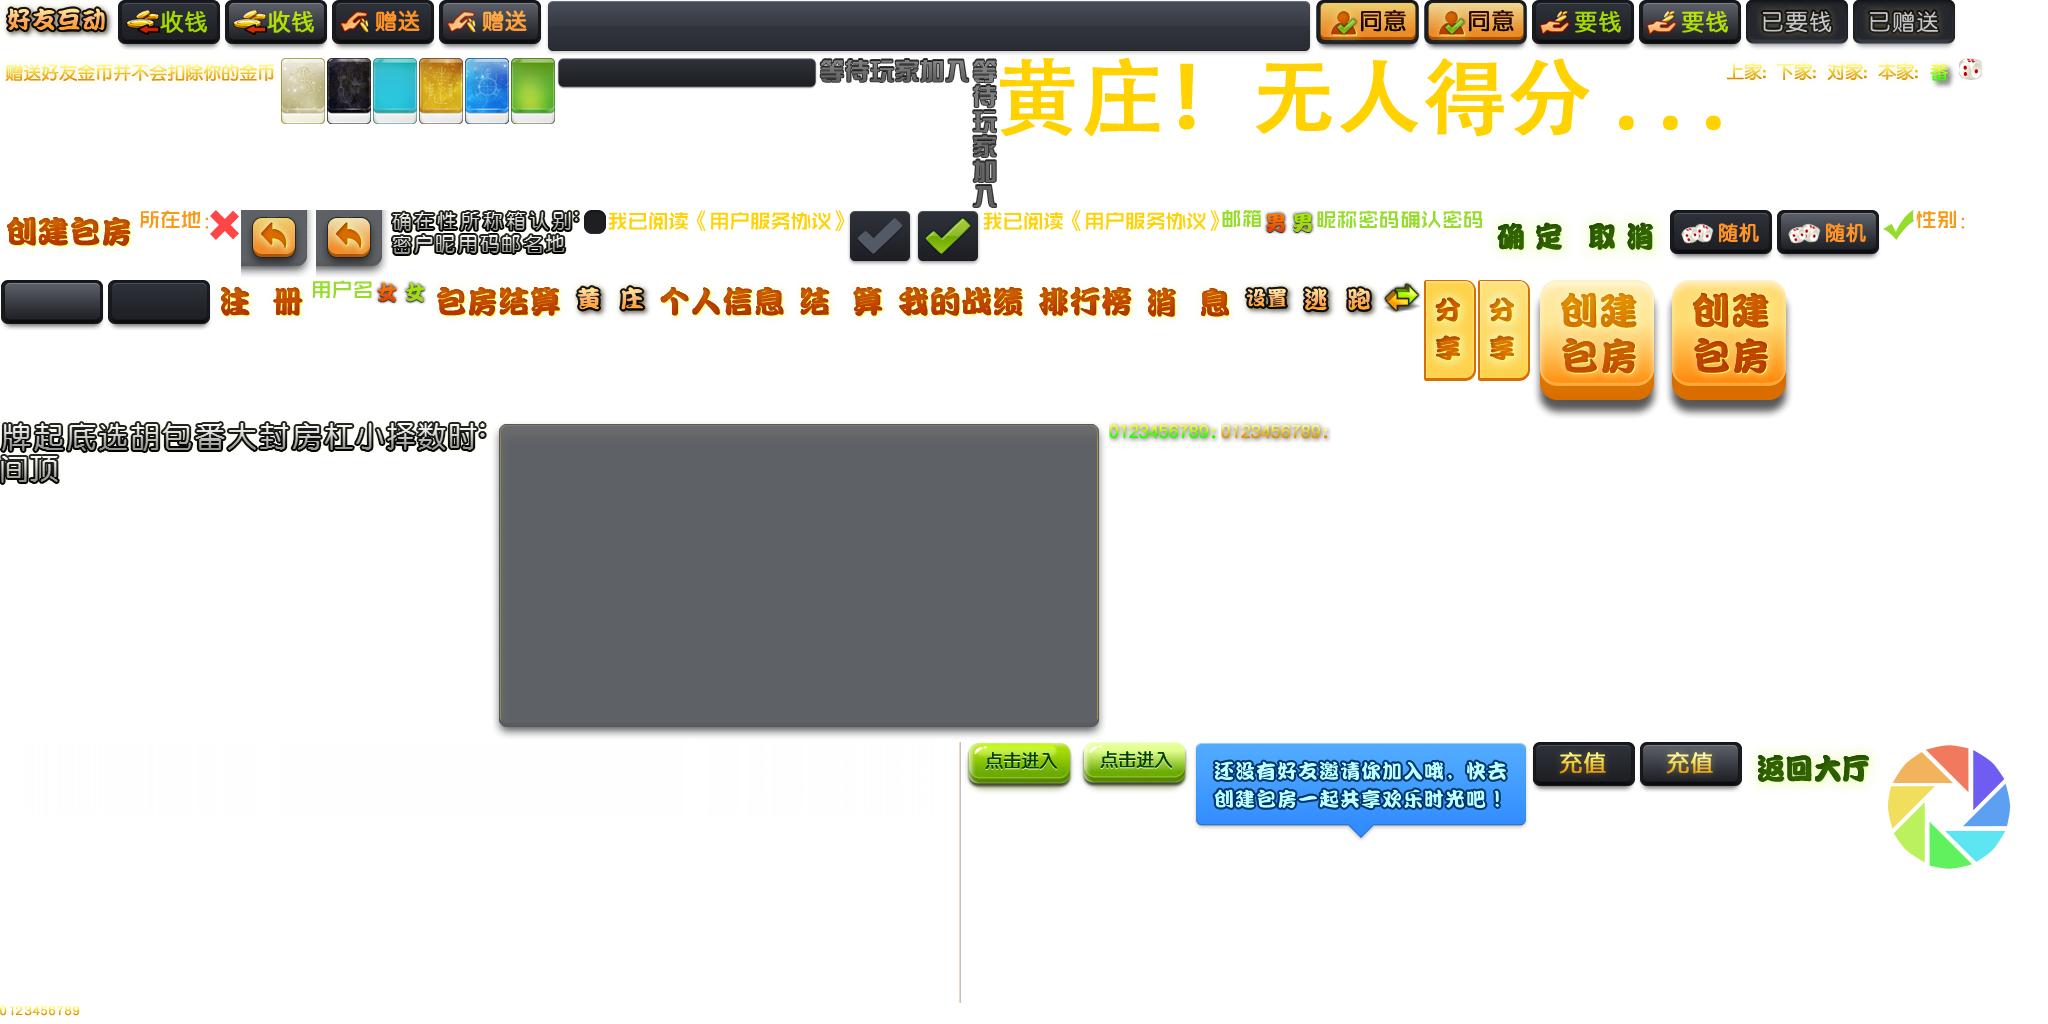 好友互动 收钱 收钱 赠送 赠送 同意 同意 要钱 要钱 已要钱 已赠送
赠送好友金币并不会扣除你的金币 等待玩家加入 等待玩家加入 黄庄！无人得分... 上家: 下家: 对家: 本家: 番
创建包房 所在地: 确在性所称箱认别: 我已阅读《用户服务协议》 我已阅读《用户服务协议》 邮箱 男 男 昵称密码确认密码 确定 取消 随机 随机 性别:
密户昵用码邮名地
注册 用户名 女 女 包房结算 黄庄 个人信息 结算 我的战绩 排行榜 消息 设置 逃跑 分享 分享 创建包房 创建包房
牌起底选胡包番大封房杠小择数时: 0123456789: 0123456789:
间顶
点击进入 点击进入 还没有好友邀请你加入哦，快去 充值 充值 返回大厅
创建包房一起共享欢乐时光吧！
0123456789